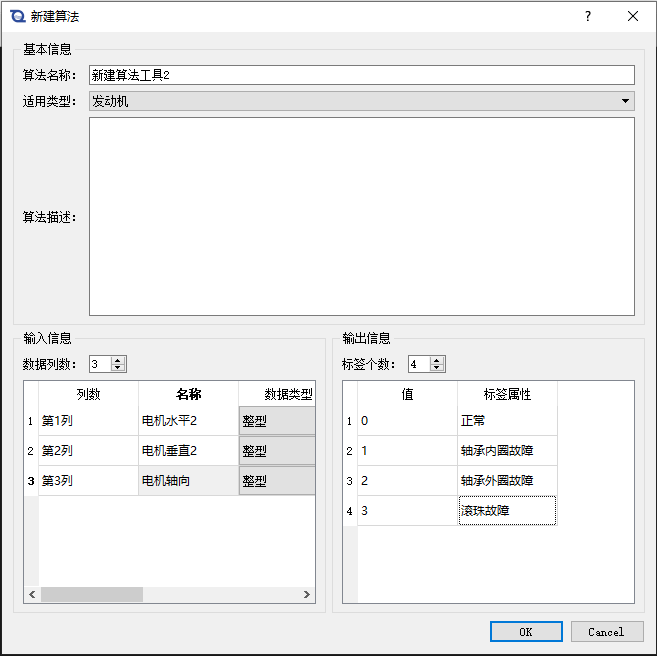 新建算法
?
基本信息
算法名称： 新建算法工具2
适用类型： 发动机
算法描述：
输入信息
数据列数： 3
列数 名称 数据类型
1 第1列 电机水平2 整型
2 第2列 电机垂直2 整型
3 第3列 电机轴向 整型
输出信息
标签个数： 4
值 标签属性
1 0 正常
2 1 轴承内圆故障
3 2 轴承外圆故障
4 3 滚珠故障
OK Cancel